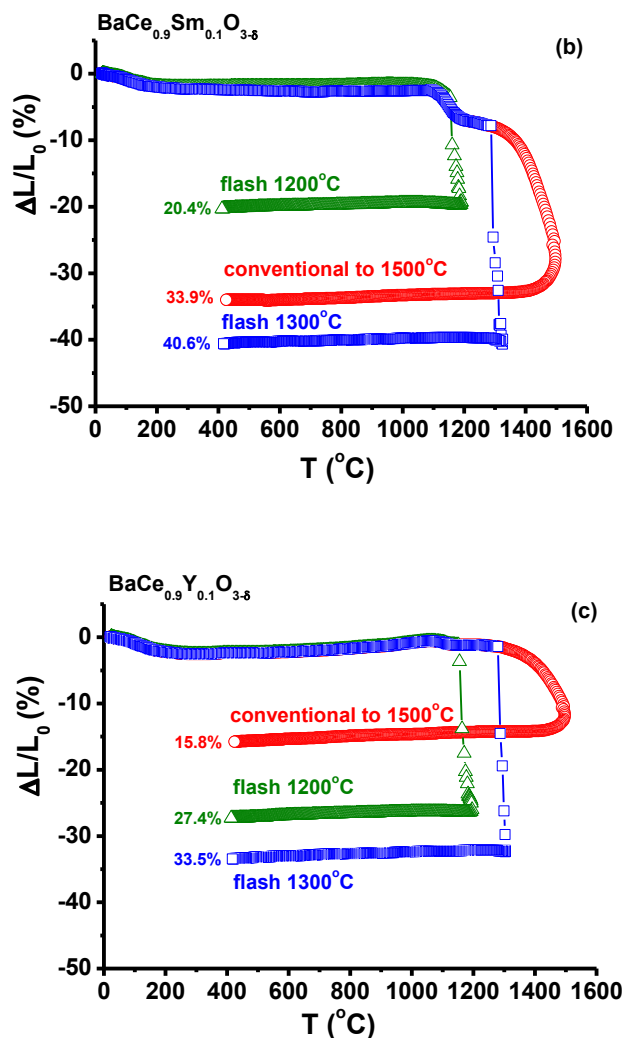 BaCe0.9Sm0.1O3-δ
(b)
0
-10
-20
-30
-40
-50
ΔL/L0 (%)
flash 1200°C
20.4%
conventional to 1500°C
33.9%
flash 1300°C
40.6%
0 200 400 600 800 1000 1200 1400 1600
T (°C)
BaCe0.9Y0.1O3-δ
(c)
0
-10
-20
-30
-40
-50
ΔL/L0 (%)
conventional to 1500°C
15.8%
flash 1200°C
27.4%
33.5%
flash 1300°C
0 200 400 600 800 1000 1200 1400 1600
T (°C)